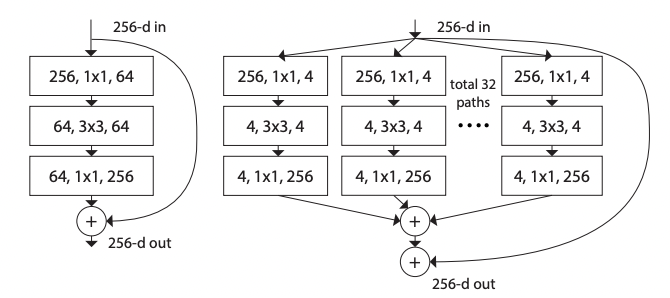 256-d in
256, 1x1, 64
64, 3x3, 64
64, 1x1, 256
+
256-d out
256-d in
256, 1x1, 4
4, 3x3, 4
4, 1x1, 256
256, 1x1, 4
4, 3x3, 4
4, 1x1, 256
total 32
paths
....
256, 1x1, 4
4, 3x3, 4
4, 1x1, 256
+
+
256-d out